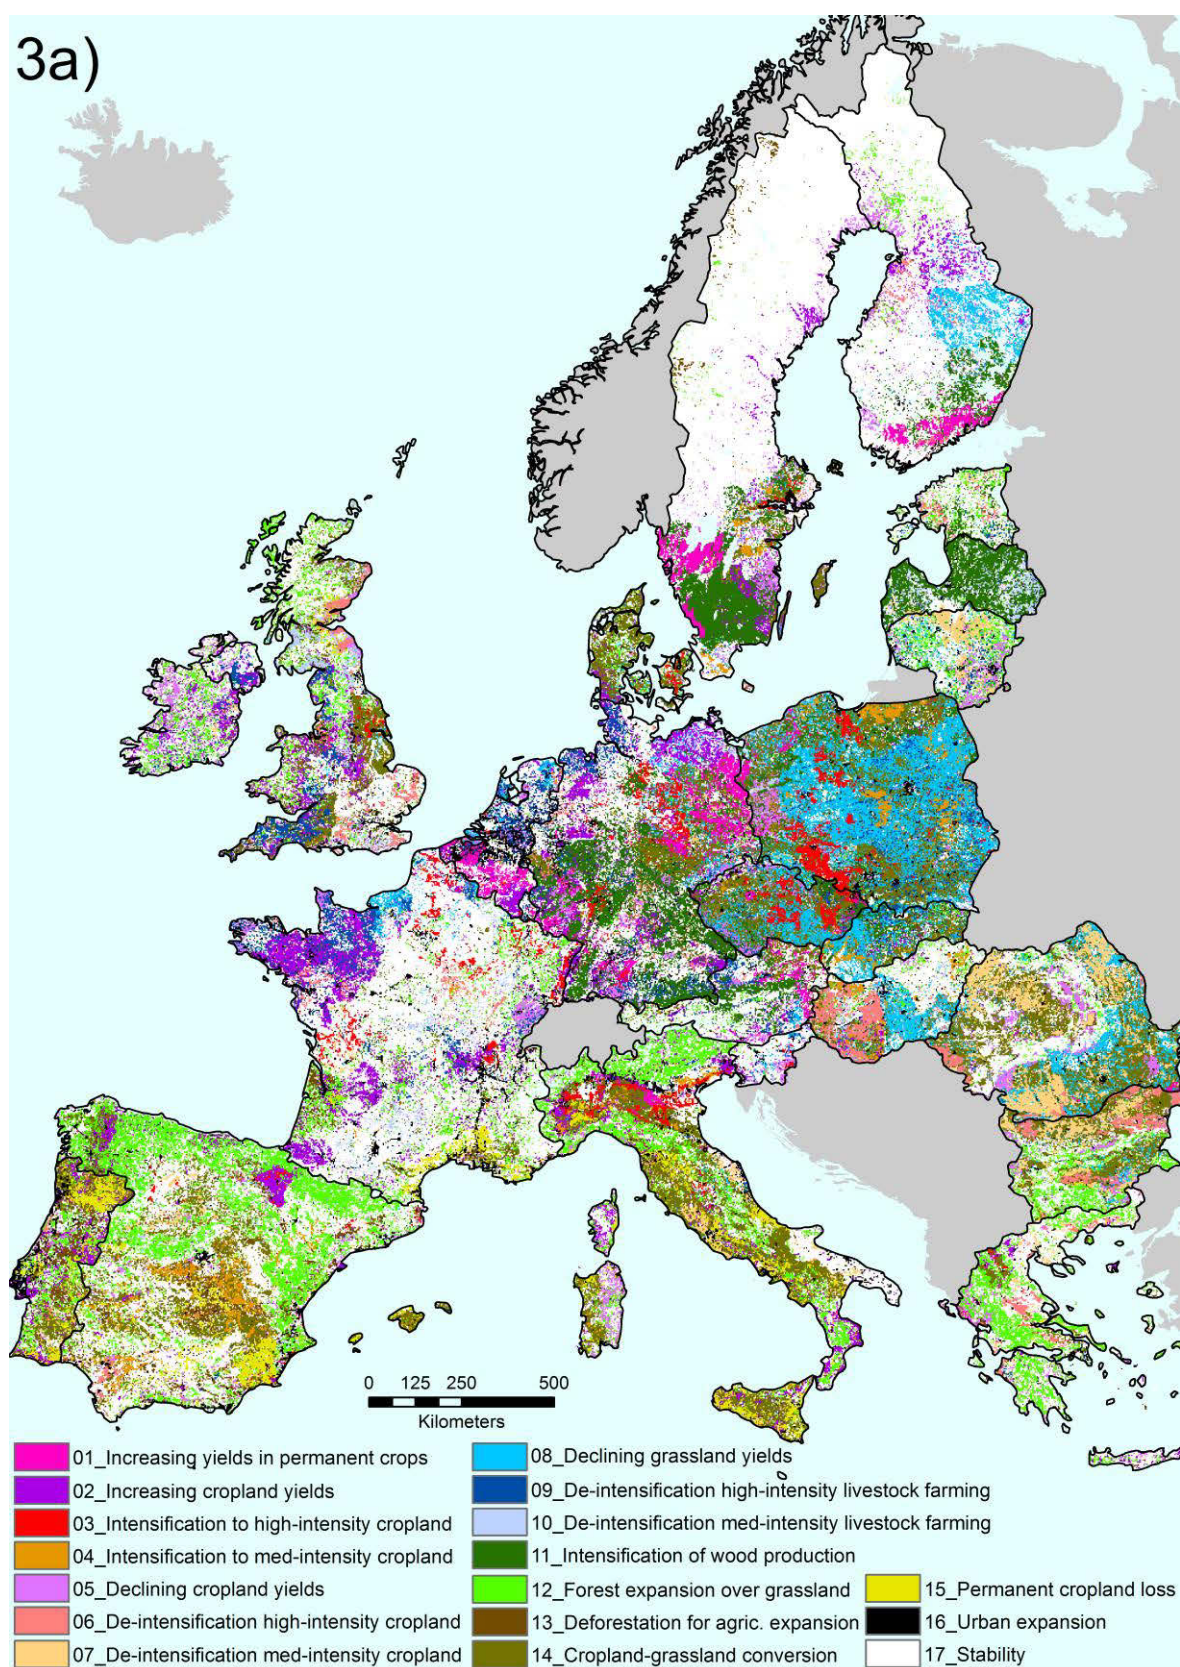 3a)
0 125 250 500
Kilometers
01_Increasing yields in permanent crops
02_Increasing cropland yields
03_Intensification to high-intensity cropland
04_Intensification to med-intensity cropland
05_Declining cropland yields
06_De-intensification high-intensity cropland
07_De-intensification med-intensity cropland
08_Declining grassland yields
09_De-intensification high-intensity livestock farming
10_De-intensification med-intensity livestock farming
11_Intensification of wood production
12_Forest expansion over grassland
13_Deforestation for agric. expansion
14_Cropland-grassland conversion
15_Permanent cropland loss
16_Urban expansion
17_Stability